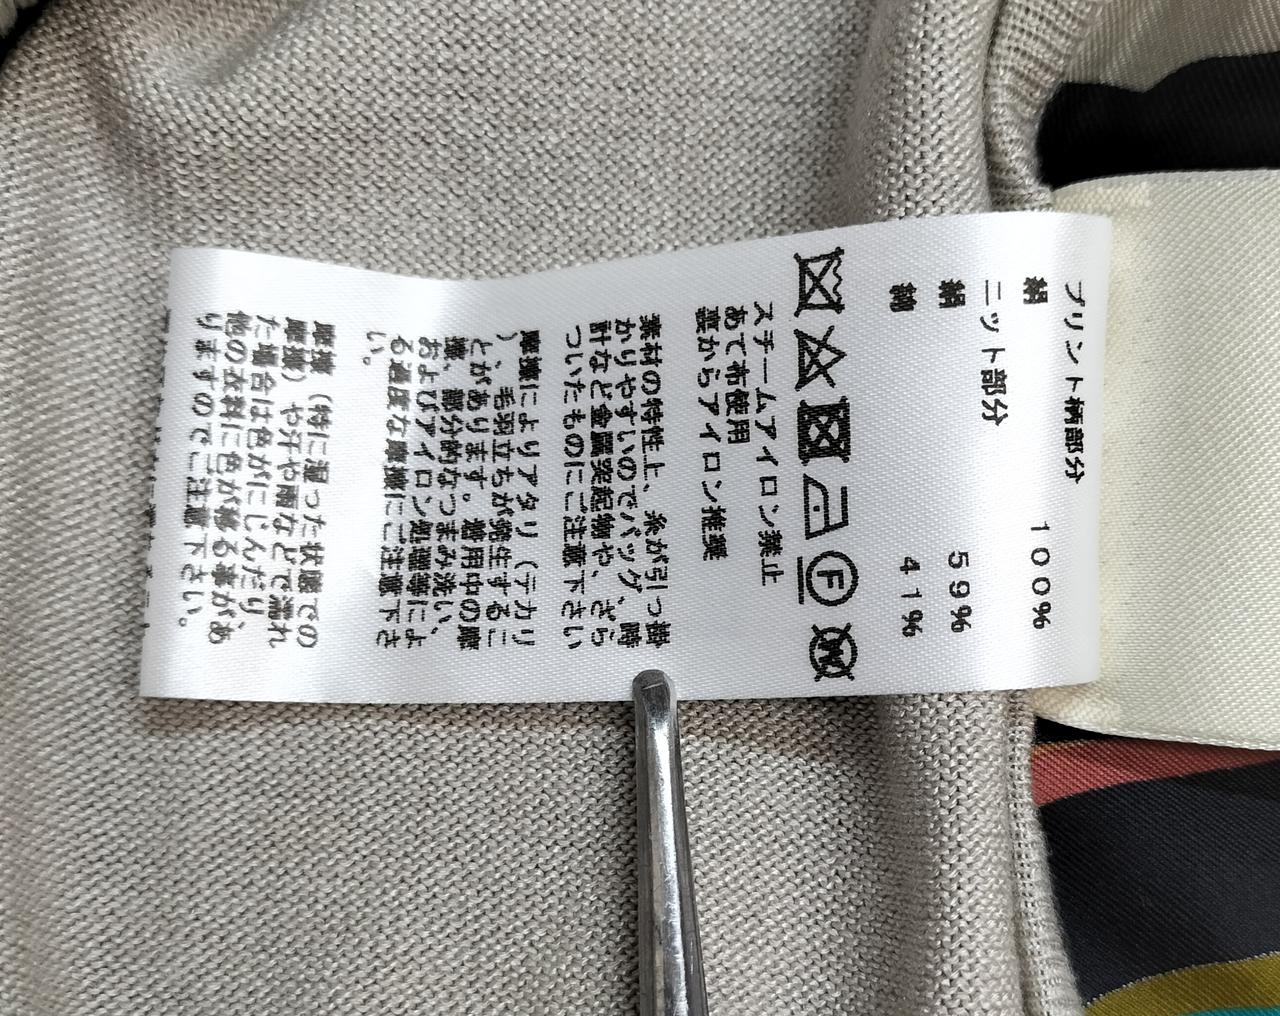 プリント柄部分
絹 100%
ニット部分
絹 59%
綿 41%
F W
スチームアイロン禁止
あて布使用
裏からアイロン推奨
素材の特性上、糸が引っ掛
かりやすいのでバッグ、時
計など金属突起物や、ざら
ついたものにご注意下さい
摩擦によりアタリ（テカリ
）、毛羽立ちが発生するこ
とがあります。着用中の摩
擦、部分的なつまみ洗い、
およびアイロン処理等によ
る過度な摩擦にご注意下さ
い。
摩擦（特に湿った状態での
摩擦）や汗や雨などで濡れ
た場合は色がにじんだり、
他の衣料に色が移る事があ
りますのでご注意下さい。